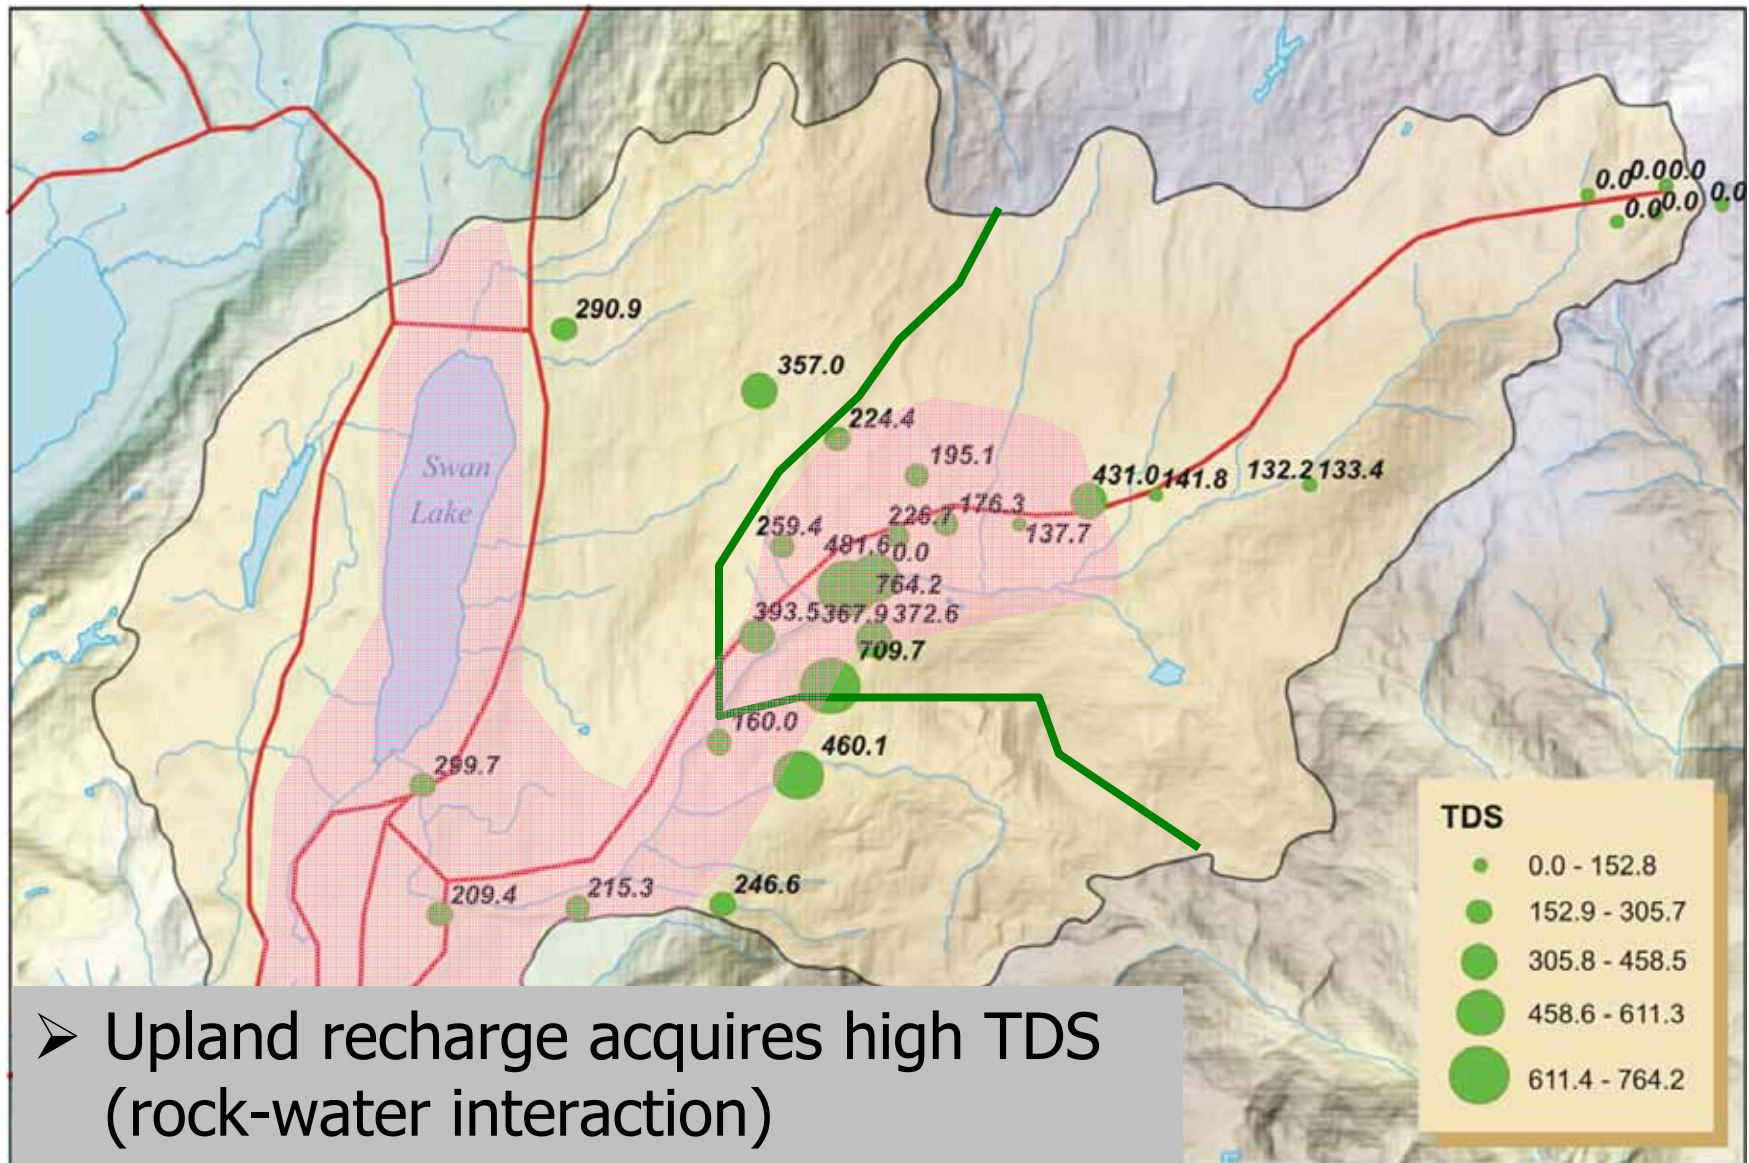 0.0 0.0 0.0
0.0 0.0 0.0
290.9
357.0
224.4
195.1
431.0 141.8 132.2 133.4
176.3
226.7
137.7
259.4
481.6 0.0
764.2
393.5 367.9 372.6
709.7
160.0
460.1
299.7
246.6
209.4
215.3
Swan
Lake
TDS
0.0 - 152.8
152.9 - 305.7
305.8 - 458.5
458.6 - 611.3
611.4 - 764.2
➢ Upland recharge acquires high TDS
(rock-water interaction)